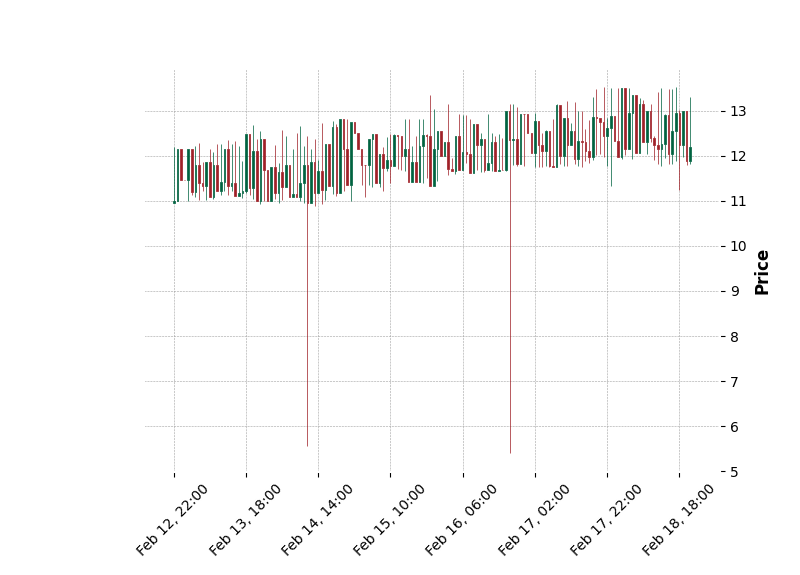 13
12
11
10
9
8
7
6
5
Price
Feb 12, 22:00
Feb 13, 18:00
Feb 14, 14:00
Feb 15, 10:00
Feb 16, 06:00
Feb 17, 02:00
Feb 17, 22:00
Feb 18, 18:00